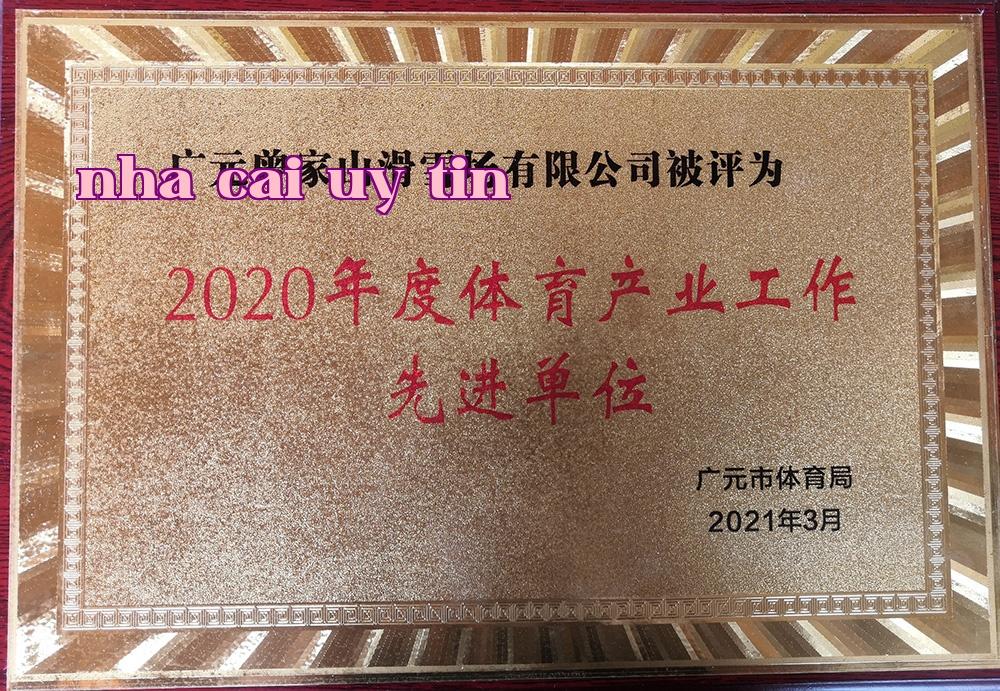 广元曾家山滑雪场有限公司被评为
nha cai uy tin
2020年度体育产业工作
先进单位
广元市体育局
2021年3月